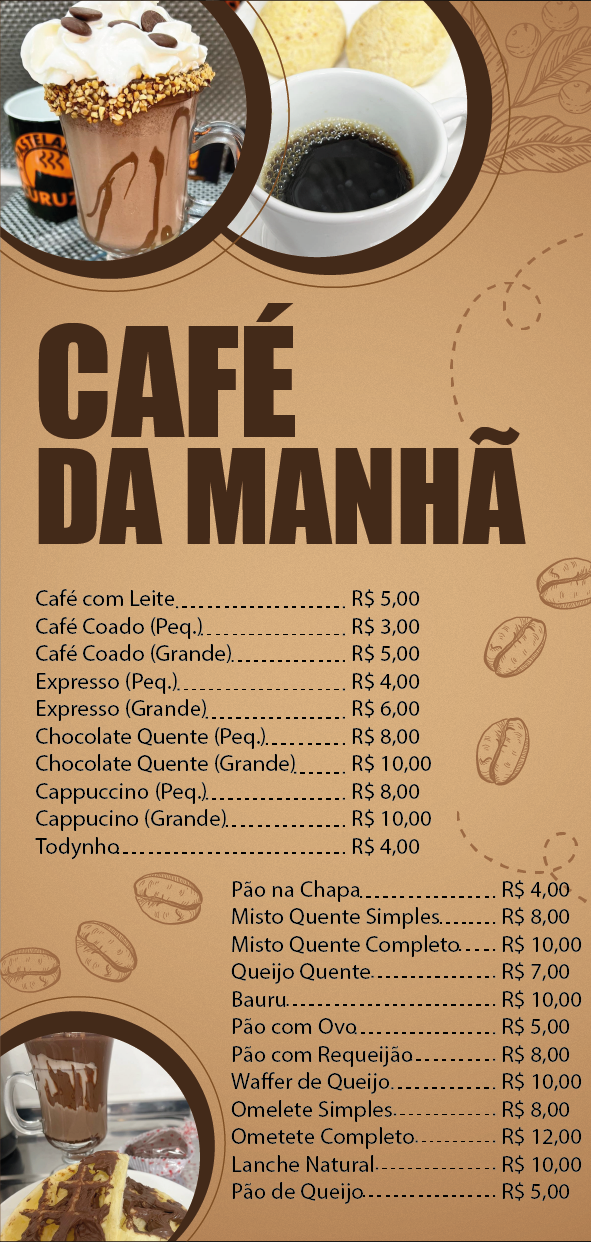 CAFÉ
DA MANHÃ
Café com Leite R$ 5,00
Café Coado (Peq.) R$ 3,00
Café Coado (Grande) R$ 5,00
Expresso (Peq.) R$ 4,00
Expresso (Grande) R$ 6,00
Chocolate Quente (Peq.) R$ 8,00
Chocolate Quente (Grande) R$ 10,00
Cappuccino (Peq.) R$ 8,00
Cappucino (Grande) R$ 10,00
Todynho R$ 4,00
Pão na Chapa R$ 4,00
Misto Quente Simples R$ 8,00
Misto Quente Completo R$ 10,00
Queijo Quente R$ 7,00
Bauru R$ 10,00
Pão com Ovo R$ 5,00
Pão com Requeijão R$ 8,00
Waffer de Queijo R$ 10,00
Omelete Simples R$ 8,00
Ometete Completo R$ 12,00
Lanche Natural R$ 10,00
Pão de Queijo R$ 5,00